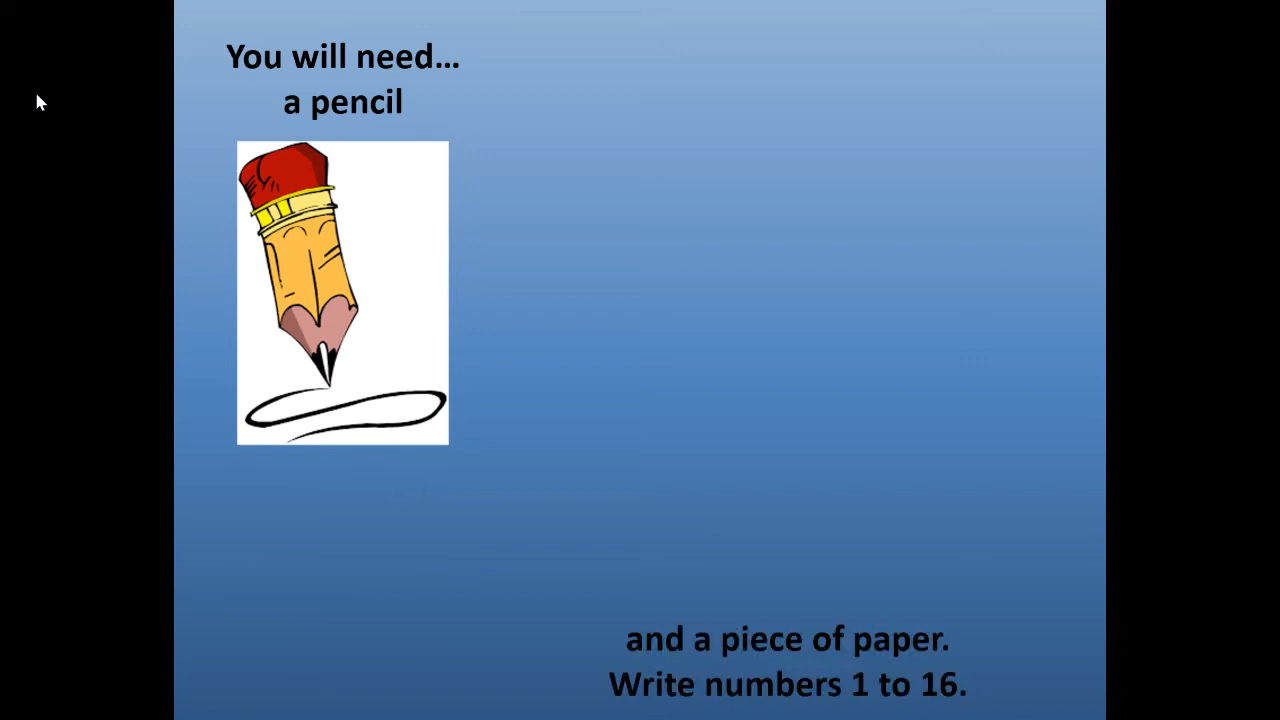 You will need…
a pencil
and a piece of paper.
Write numbers 1 to 16.